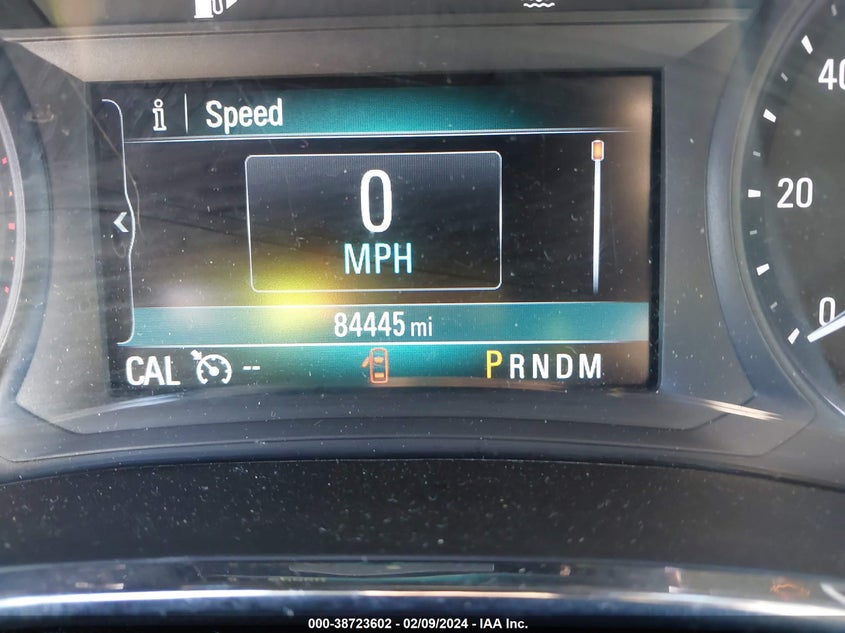 i | Speed
0
MPH
40
20
0
84445 mi
CAL -- PRNDM
000-38723602 - 02/09/2024 - IAA Inc.